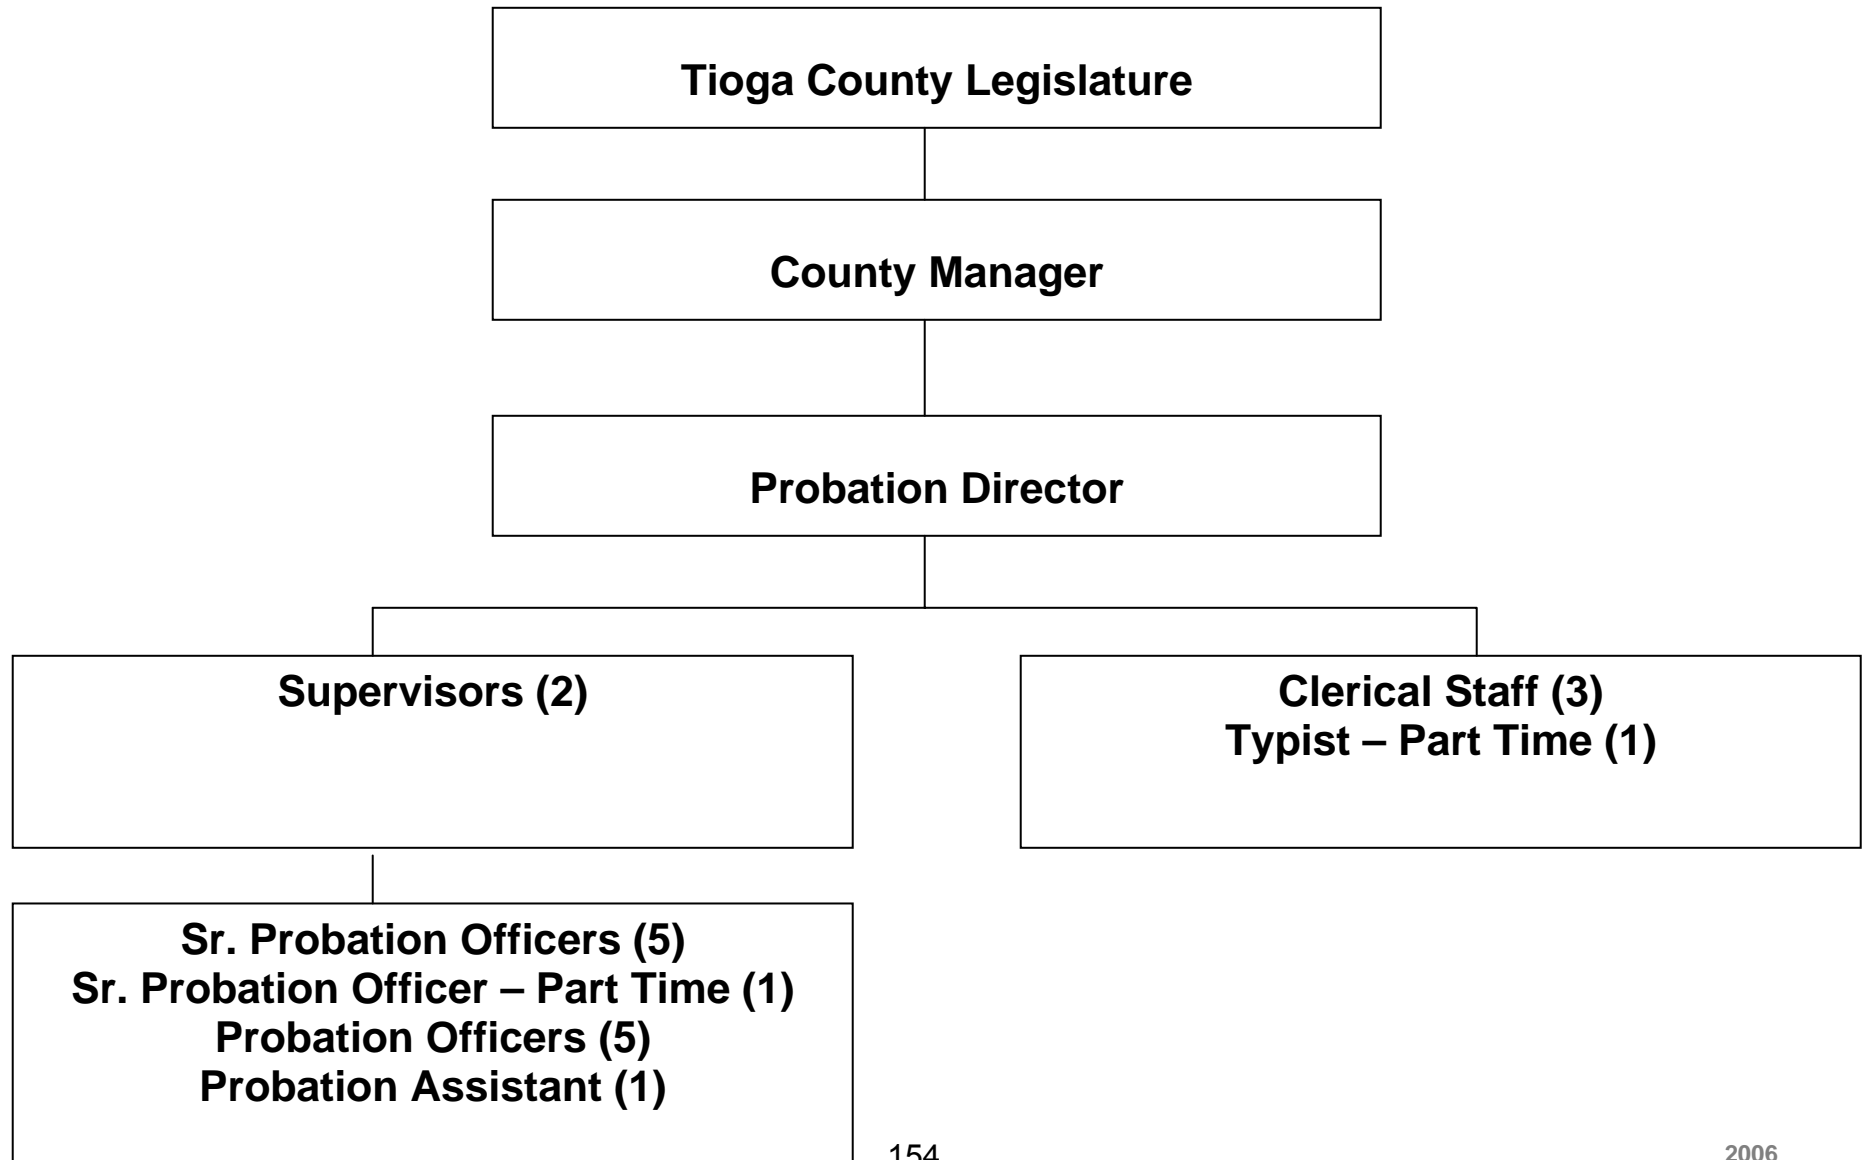 Tioga County Legislature
County Manager
Probation Director
Supervisors (2)
Clerical Staff (3)
Typist – Part Time (1)
Sr. Probation Officers (5)
Sr. Probation Officer – Part Time (1)
Probation Officers (5)
Probation Assistant (1)
154
2006